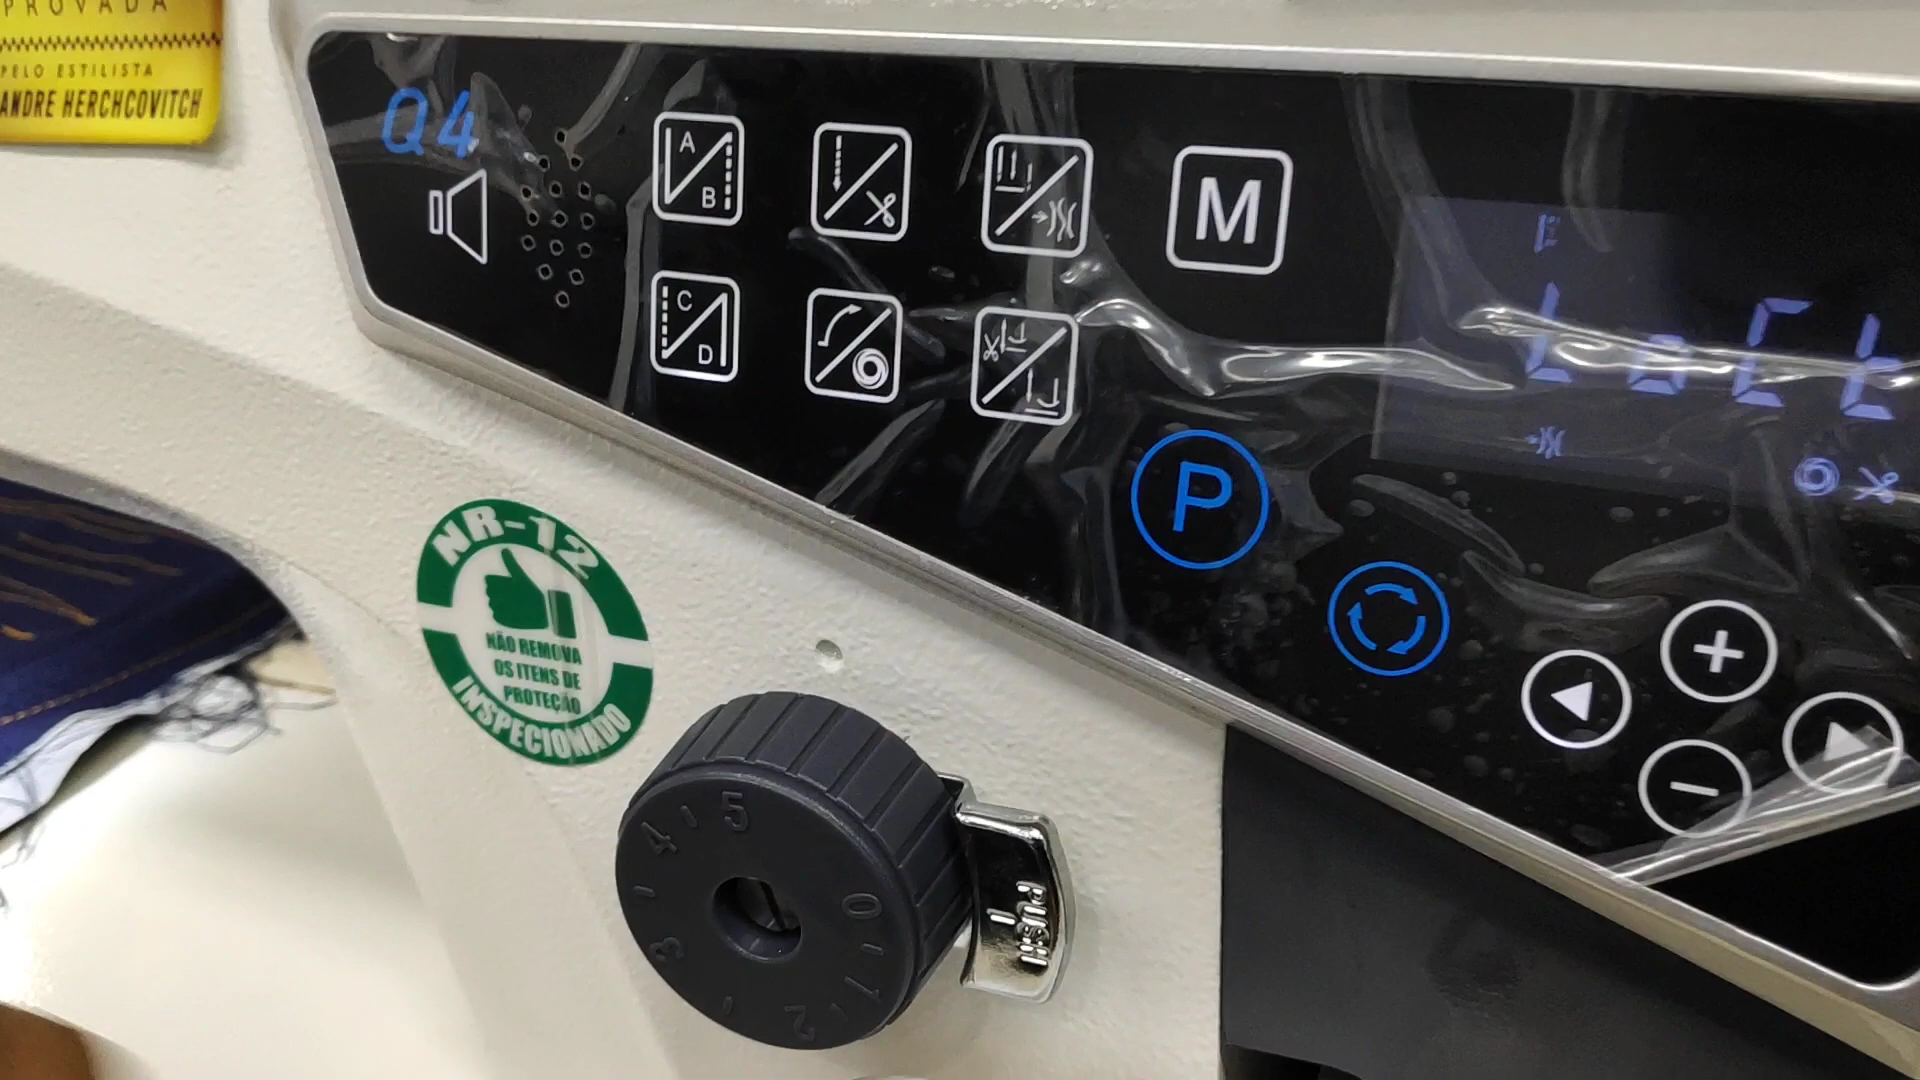 PROVADA
PELO ESTILISTA
ANDRE HERCHCOVITCH
Q4
A
B
M
C
D
LoCt
P
NR-12
NÃO REMOVA
OS ITENS DE
PROTEÇÃO
INSPECIONADO
5
4
3
2
1
0
PUSH